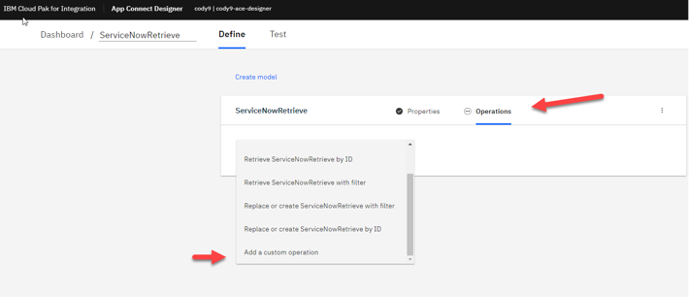 IBM Cloud Pak for Integration App Connect Designer cody9 | cody9-ace-designer
Dashboard / ServiceNowRetrieve Define Test
Create model
ServiceNowRetrieve Properties Operations
Retrieve ServiceNowRetrieve by ID
Retrieve ServiceNowRetrieve with filter
Replace or create ServiceNowRetrieve with filter
Replace or create ServiceNowRetrieve by ID
Add a custom operation